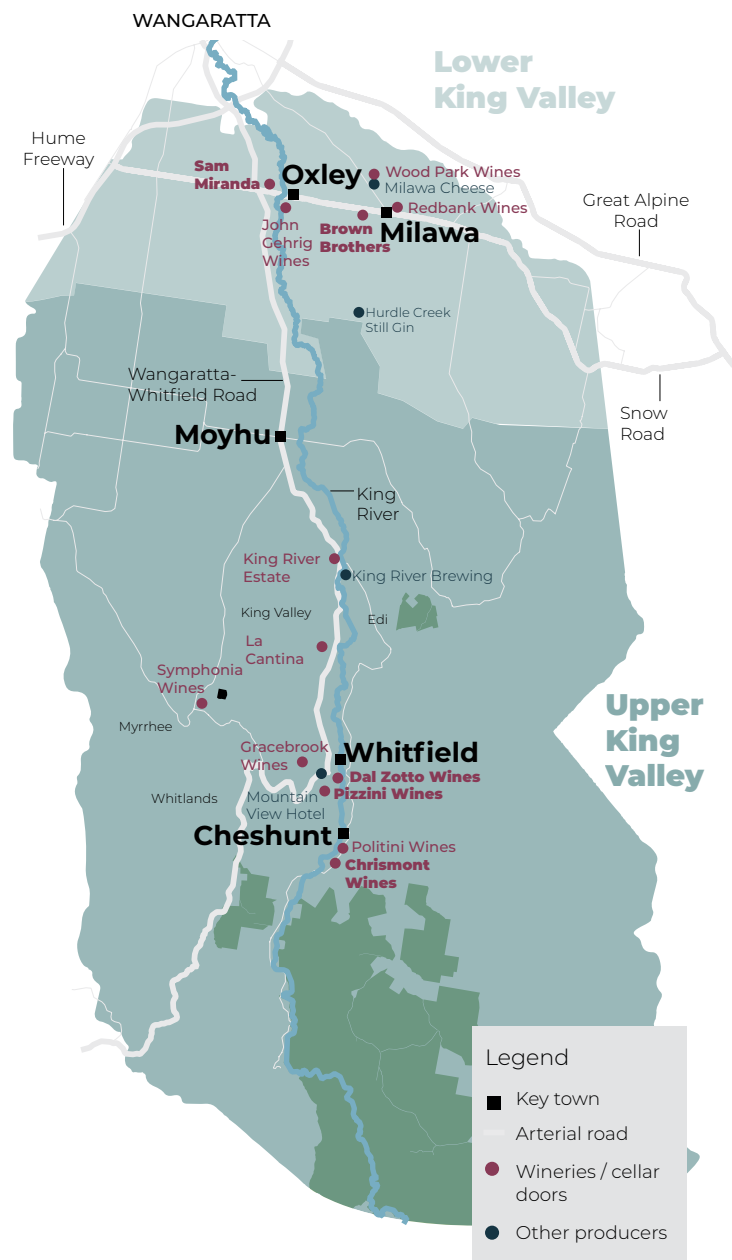 WANGARATTA
Lower
King Valley
Hume
Freeway
Sam
Miranda
Oxley
Wood Park Wines
Milawa Cheese
Redbank Wines
Great Alpine
Road
John
Gehrig
Wines
Brown
Brothers
Milawa
Hurdle Creek
Still Gin
Wangaratta-
Whitfield Road
Snow
Road
Moyhu
King
River
King River
Estate
King River Brewing
King Valley
Edi
La
Cantina
Symphonia
Wines
Myrrhee
Upper
King
Valley
Gracebrook
Wines
Whitfield
Dal Zotto Wines
Pizzini Wines
Whitlands
Mountain
View Hotel
Cheshunt
Politini Wines
Chrismont
Wines
Legend
Key town
Arterial road
Wineries / cellar
doors
Other producers